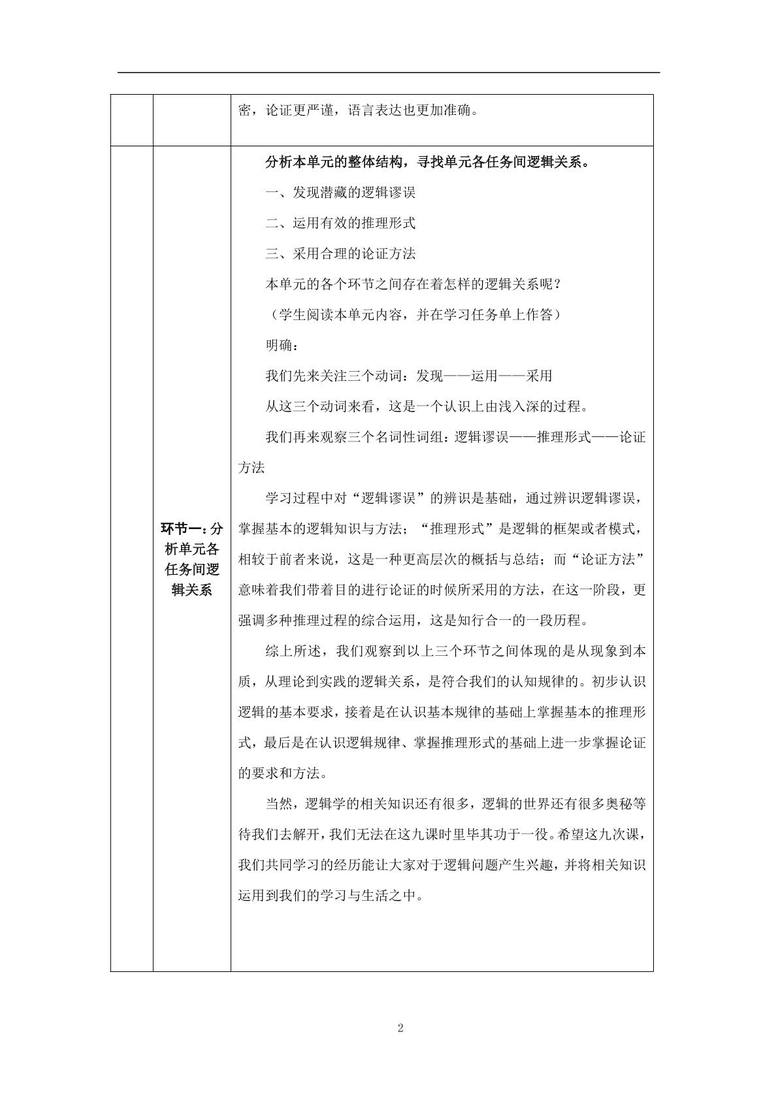 密，论证更严谨，语言表达也更加准确。
环节一：分
析单元各
任务间逻
辑关系
分析本单元的整体结构，寻找单元各任务间逻辑关系。
一、发现潜藏的逻辑谬误
二、运用有效的推理形式
三、采用合理的论证方法
本单元的各个环节之间存在着怎样的逻辑关系呢？
（学生阅读本单元内容，并在学习任务单上作答）
明确：
我们先来关注三个动词：发现——运用——采用
从这三个动词来看，这是一个认识上由浅入深的过程。
我们再来观察三个名词性词组：逻辑谬误——推理形式——论证
方法
学习过程中对“逻辑谬误”的辨识是基础，通过辨识逻辑谬误，
掌握基本的逻辑知识与方法；“推理形式”是逻辑的框架或者模式，
相较于前者来说，这是一种更高层次的概括与总结；而“论证方法”
意味着我们带着目的进行论证的时候所采用的方法，在这一阶段，更
强调多种推理过程的综合运用，这是知行合一的一段历程。
综上所述，我们观察到以上三个环节之间体现的是从现象到本
质，从理论到实践的逻辑关系，是符合我们的认知规律的。初步认识
逻辑的基本要求，接着是在认识基本规律的基础上掌握基本的推理形
式，最后是在认识逻辑规律、掌握推理形式的基础上进一步掌握论证
的要求和方法。
当然，逻辑学的相关知识还有很多，逻辑的世界还有很多奥秘等
待我们去解开，我们无法在这九课时里毕其功于一役。希望这九次课，
我们共同学习的经历能让大家对于逻辑问题产生兴趣，并将相关知识
运用到我们的学习与生活之中。
2